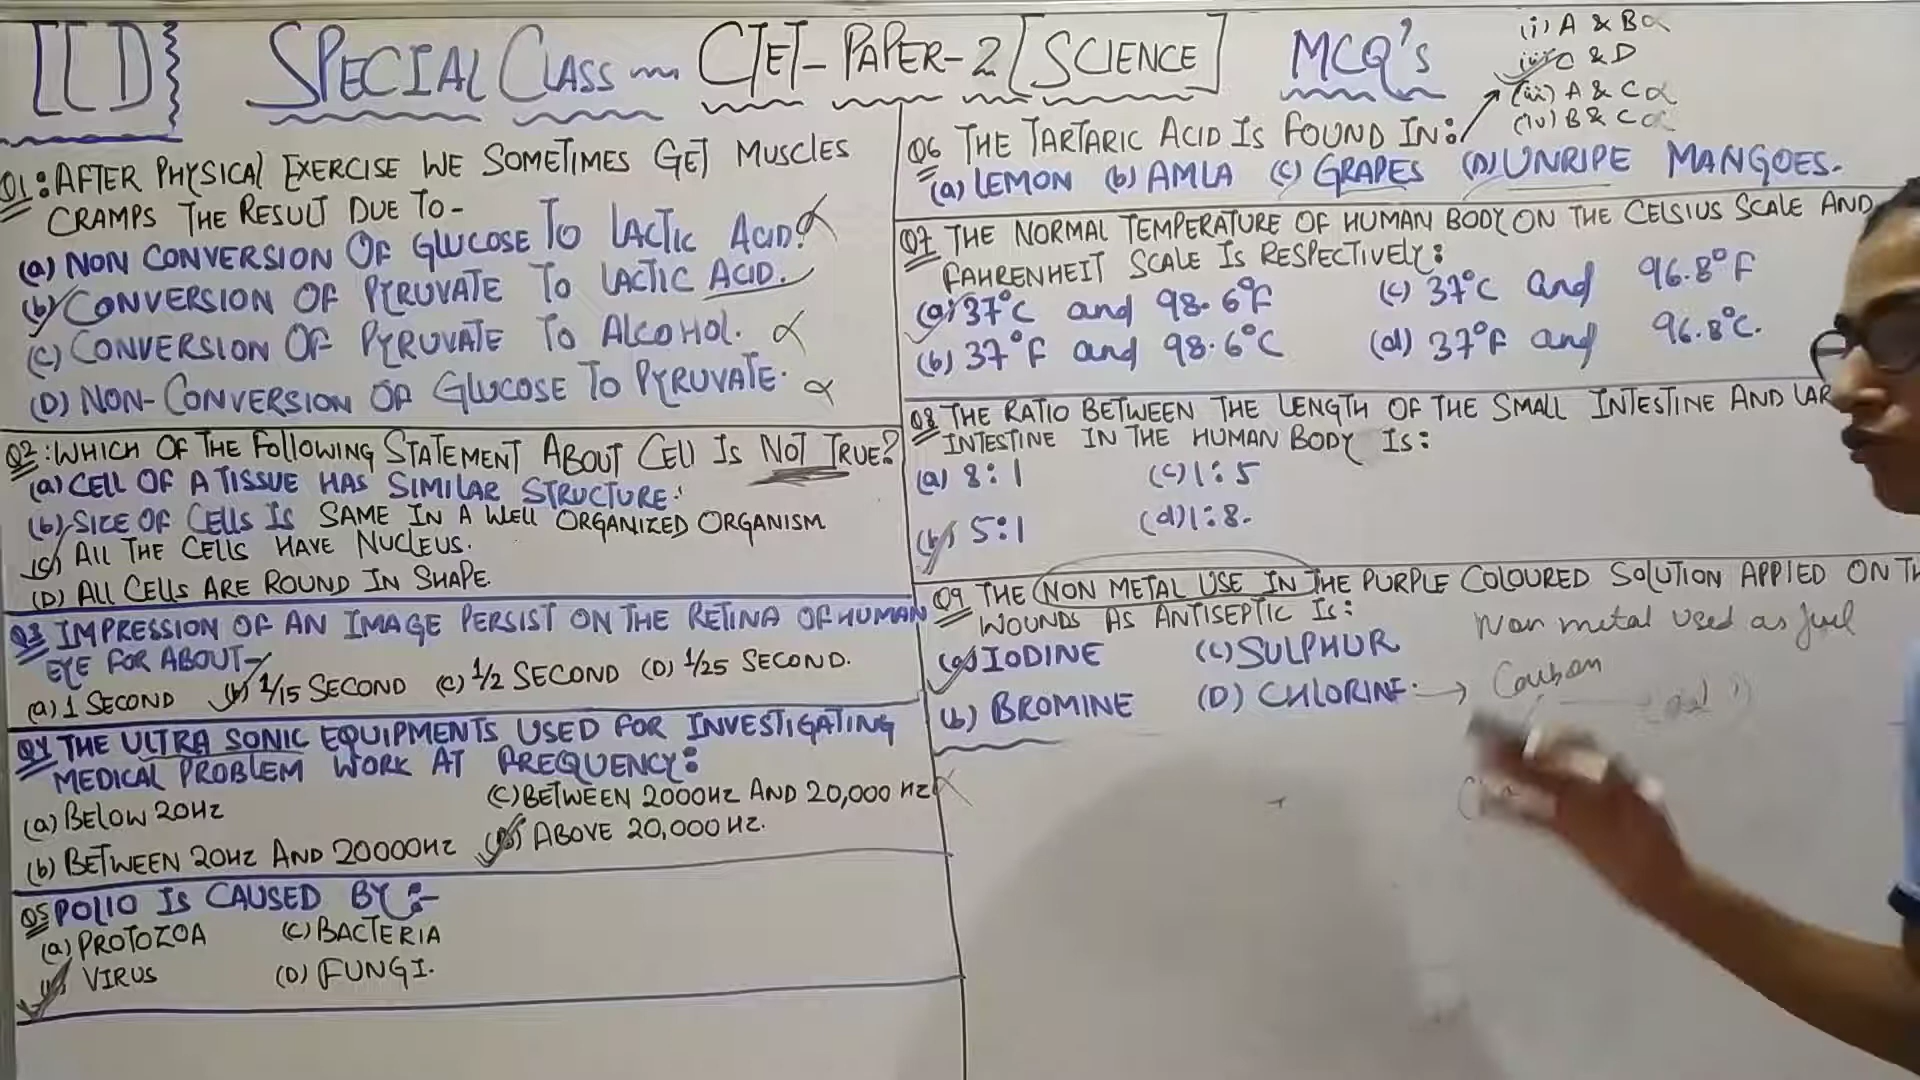 ICD
SPECIAL CLASS CTET-PAPER-2 [SCIENCE] MCQ's
Q1: AFTER PHYSICAL EXERCISE WE SOMETIMES GET MUSCLES
CRAMPS THE RESULT DUE TO-
(a) NON CONVERSION OF GLUCOSE TO LACTIC ACID.
(b) CONVERSION OF PYRUVATE TO LACTIC ACID.
(C) CONVERSION OF PYRUVATE TO ALCOHOL.
(D) NON-CONVERSION OF GLUCOSE TO PYRUVATE.
Q2: WHICH OF THE FOLLOWING STATEMENT ABOUT CELL IS NOT TRUE?
(a) CELL OF A TISSUE HAS SIMILAR STRUCTURE.
(b) SIZE OF CELLS IS SAME IN A WELL ORGANIZED ORGANISM
(C) ALL THE CELLS HAVE NUCLEUS.
(D) ALL CELLS ARE ROUND IN SHAPE.
Q3 IMPRESSION OF AN IMAGE PERSIST ON THE RETINA OF HUMAN
EYE FOR ABOUT-
(a) 1 SECOND (b) 1/15 SECOND (C) 1/2 SECOND (D) 1/25 SECOND.
Q4 THE ULTRA SONIC EQUIPMENTS USED FOR INVESTIGATING
MEDICAL PROBLEM WORK AT FREQUENCY:
(a) BELOW 20HZ (C) BETWEEN 2000HZ AND 20,000 HZ
(b) BETWEEN 20HZ AND 20000HZ (D) ABOVE 20,000 HZ.
Q5 POLIO IS CAUSED BY:-
(a) PROTOZOA (C) BACTERIA
(b) VIRUS (D) FUNGI.
(i) A & B
(ii) C & D
(iii) A & C
(iv) B & C
Q6 THE TARTARIC ACID IS FOUND IN:
(a) LEMON (b) AMLA (C) GRAPES (D) UNRIPE MANGOES.
Q7 THE NORMAL TEMPERATURE OF HUMAN BODY ON THE CELSIUS SCALE AND
FAHRENHEIT SCALE IS RESPECTIVELY:
(a) 37°C and 98.6°F (c) 37°C and 96.8°F
(b) 37°F and 98.6°C (d) 37°F and 96.8°C.
Q8 THE RATIO BETWEEN THE LENGTH OF THE SMALL INTESTINE AND LAR
INTESTINE IN THE HUMAN BODY IS:
(a) 8:1 (C) 1:5
(b) 5:1 (d) 1:8.
Q9 THE NON METAL USE IN THE PURPLE COLOURED SOLUTION APPIED ON TH
WOUNDS AS ANTISEPTIC IS:
(a) IODINE (C) SULPHUR
(b) BROMINE (D) CHLORINE.
Non metal used as fuel
Carbon